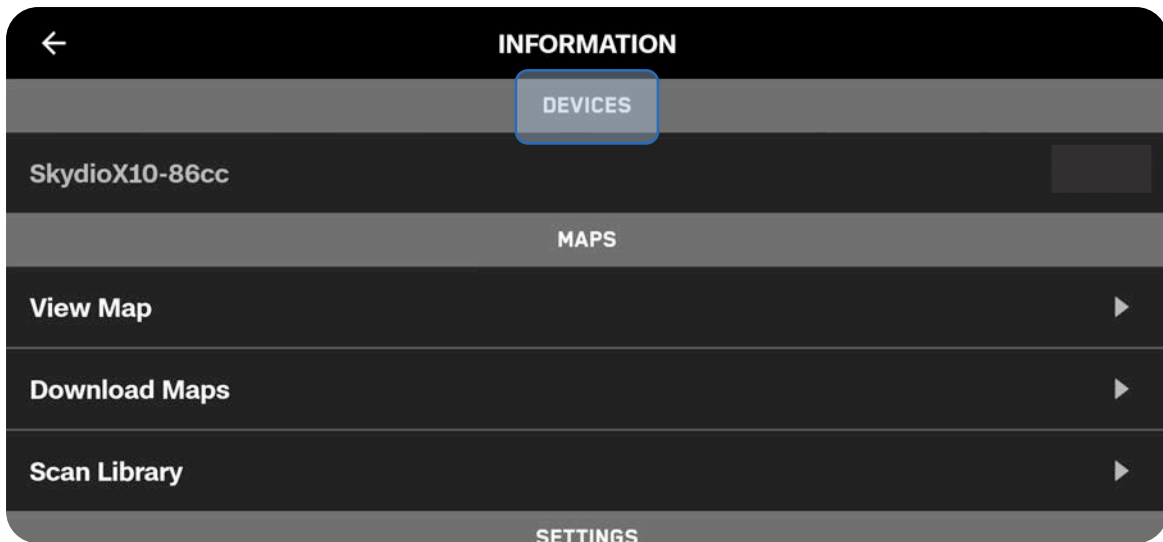 INFORMATION
DEVICES
SkydioX10-86cc
MAPS
View Map
Download Maps
Scan Library
SETTINGS